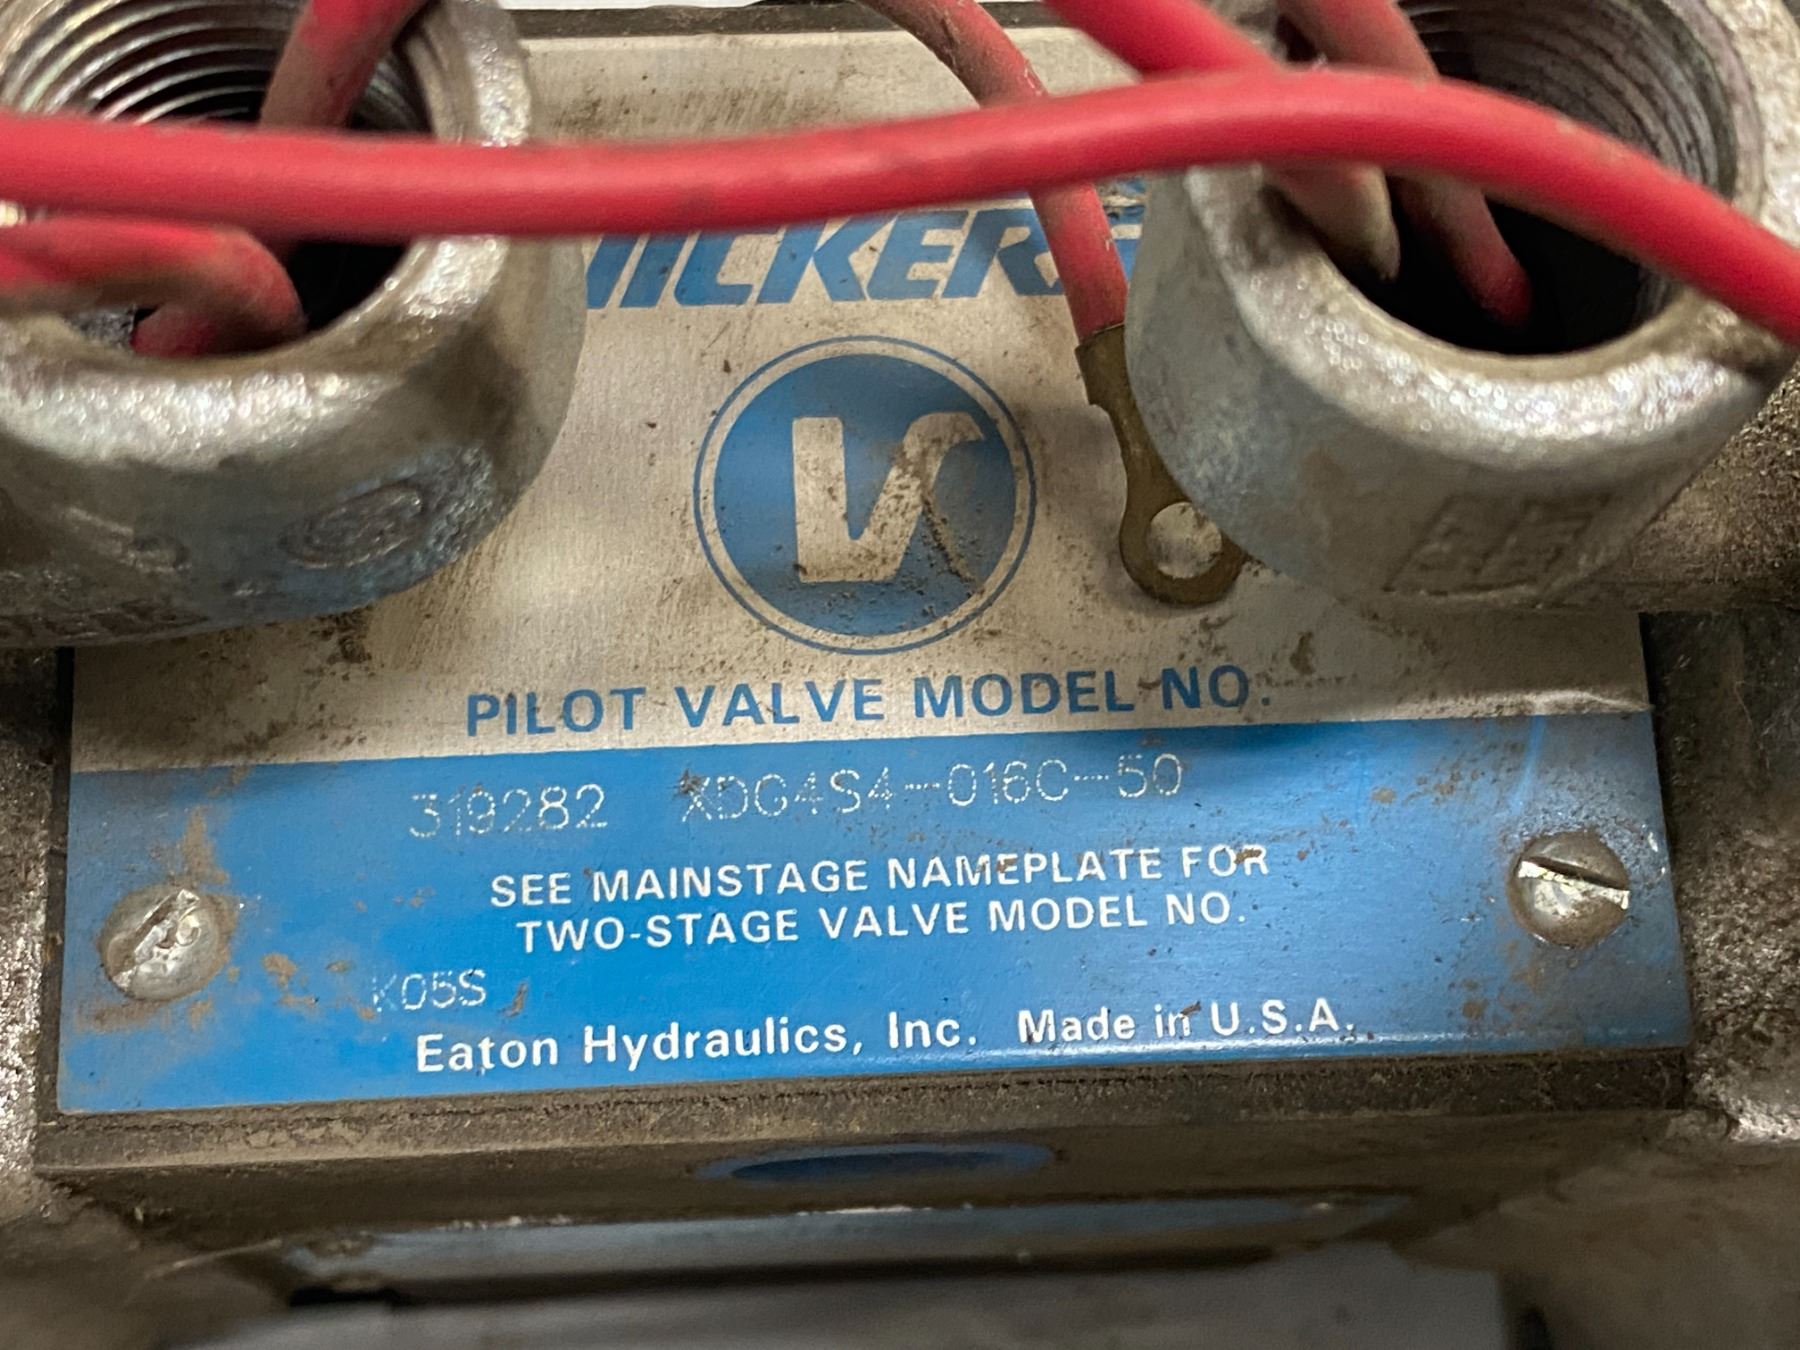 VICKERS
PILOT VALVE MODEL NO.
319282 XDG4S4-016C-50
SEE MAINSTAGE NAMEPLATE FOR
TWO-STAGE VALVE MODEL NO.
K05S
Eaton Hydraulics, Inc. Made in U.S.A.